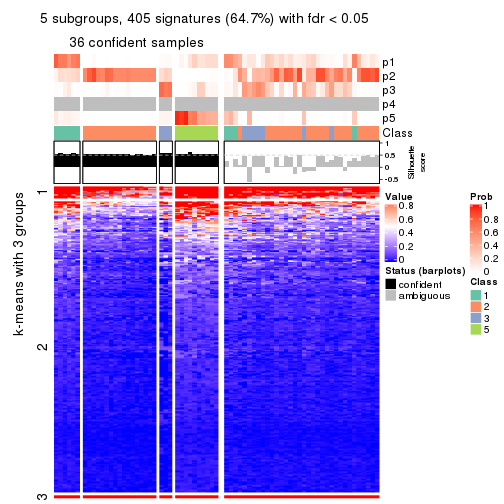 5 subgroups, 405 signatures (64.7%) with fdr < 0.05
36 confident samples
p1
p2
p3
p4
p5
Class
1
0.5
0
-0.5
Silhouette
score
k-means with 3 groups
1
2
3
Value
0.8
0.6
0.4
0.2
0
Status (barplots)
confident
ambiguous
Prob
1
0.8
0.6
0.4
0.2
0
Class
1
2
3
5